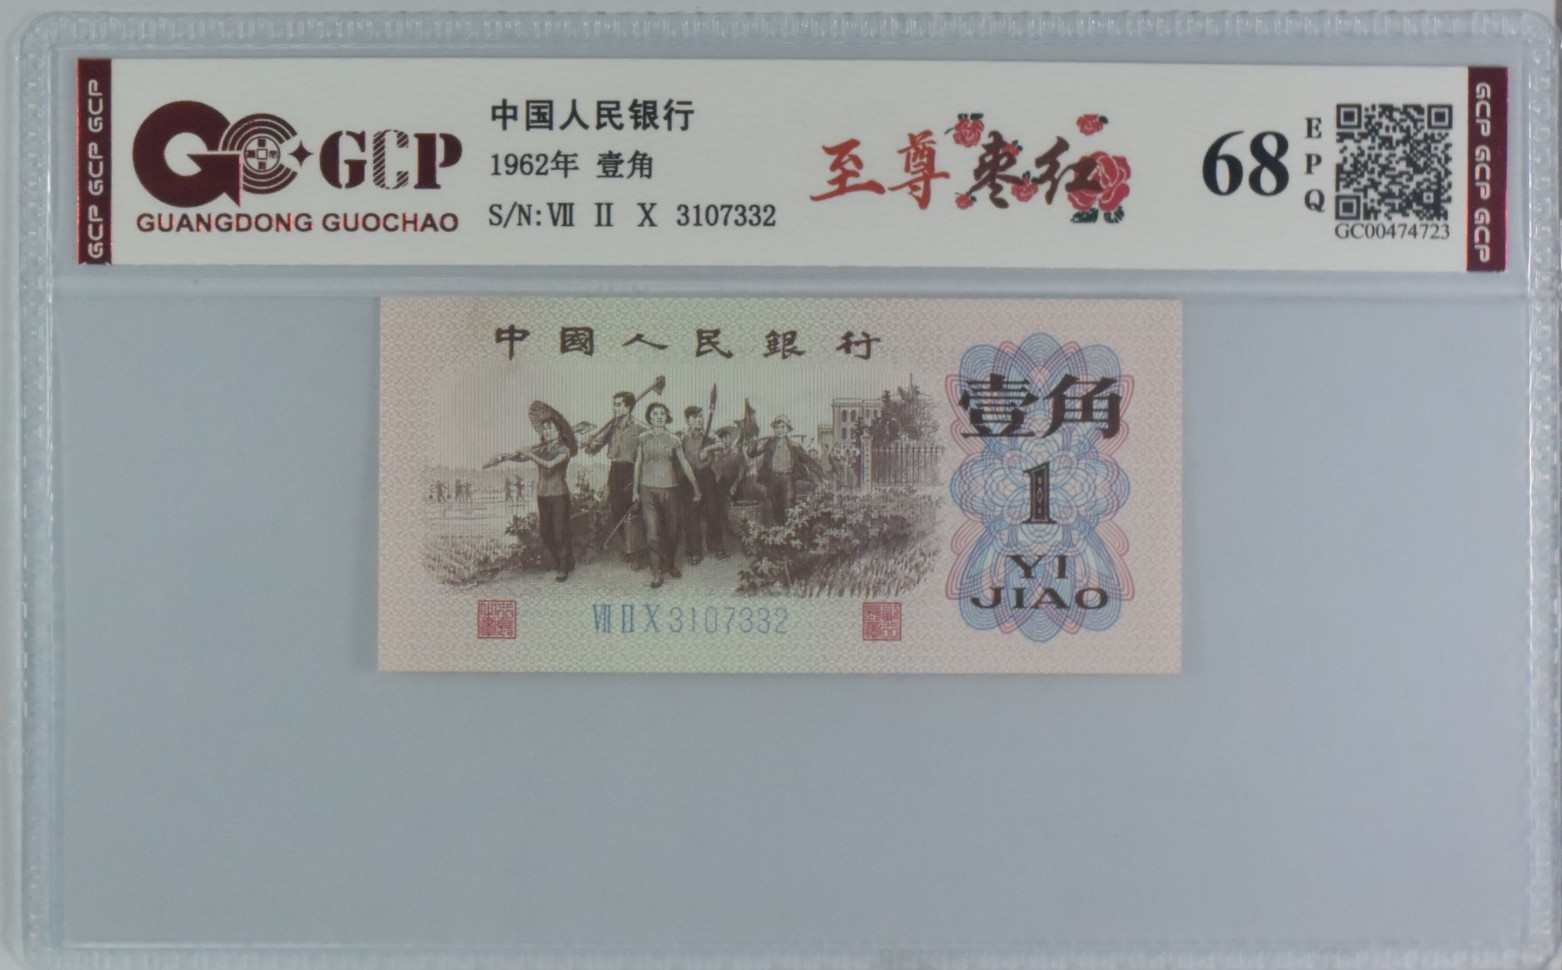 GCP GCP GCP
GCP
GUANGDONG GUOCHAO
中国人民银行
1962年 壹角
S/N: Ⅶ Ⅱ Ⅹ 3107332
至尊枣红
68
EPQ
GC00474723
GCP GCP GCP
中國人民銀行
壹角
1
YI
JIAO
Ⅶ Ⅱ Ⅹ 3107332